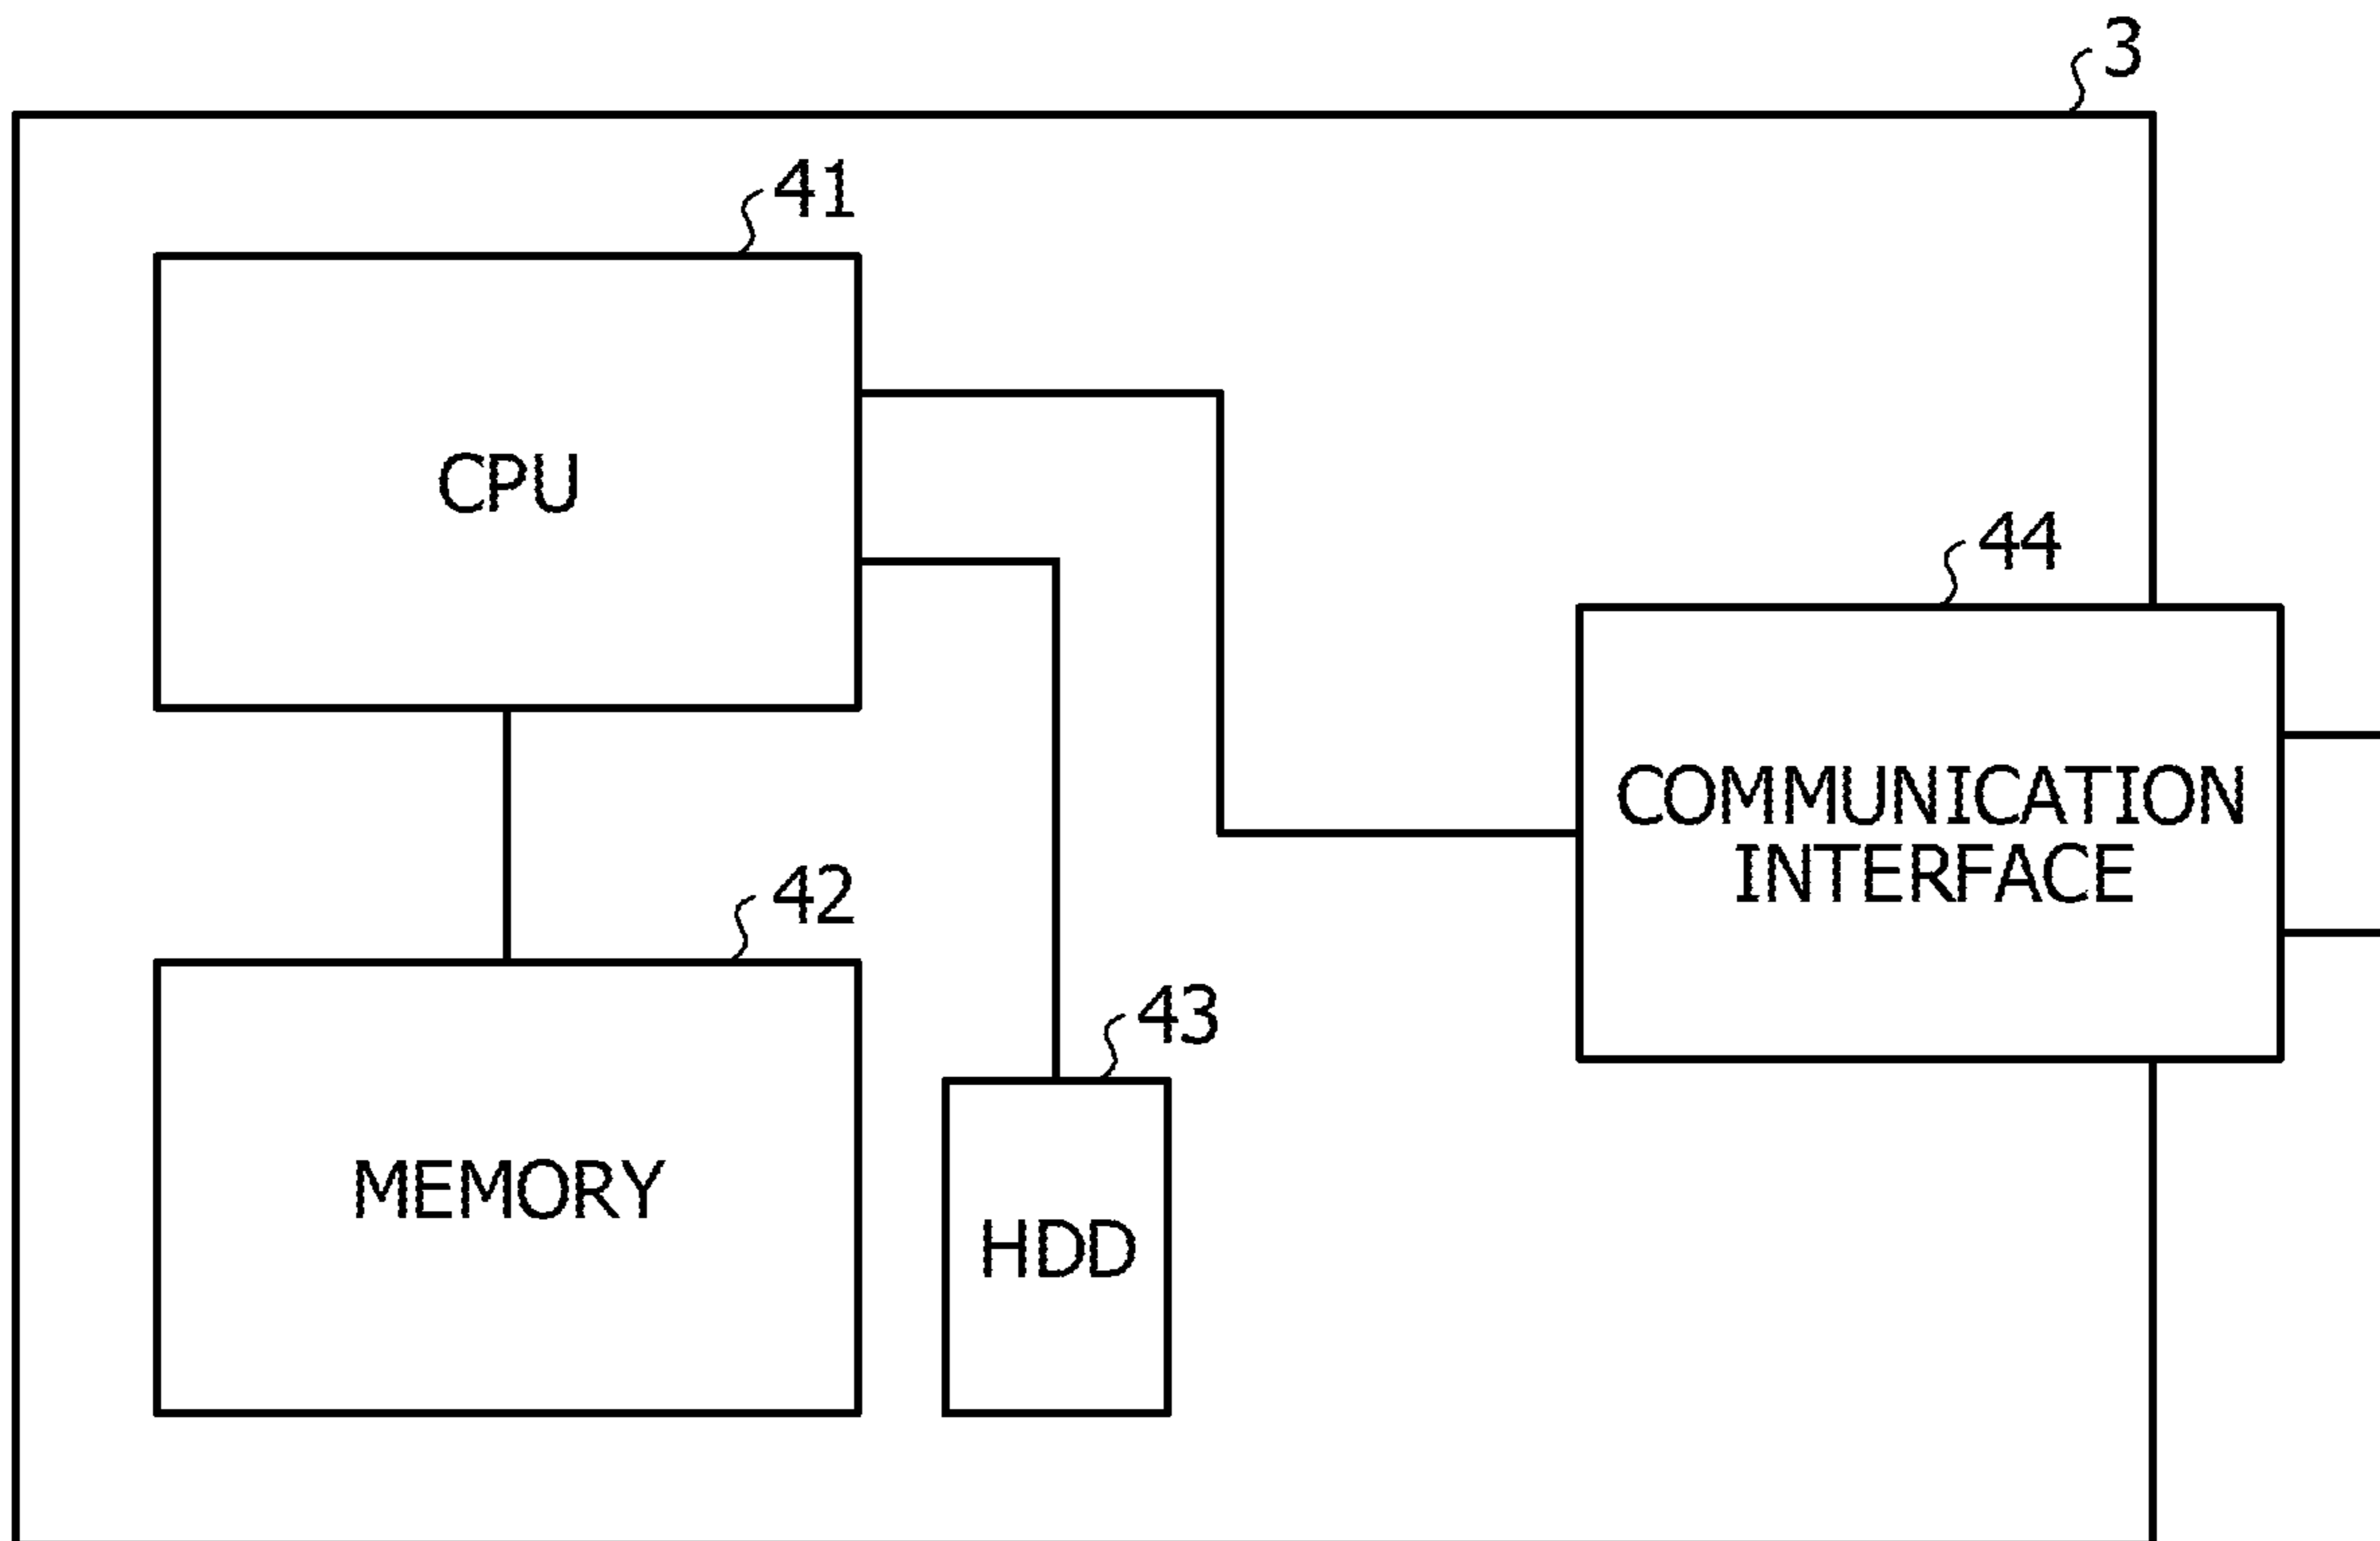 3
41
CPU
44
COMMUNICATION
INTERFACE
42
MEMORY
43
HDD